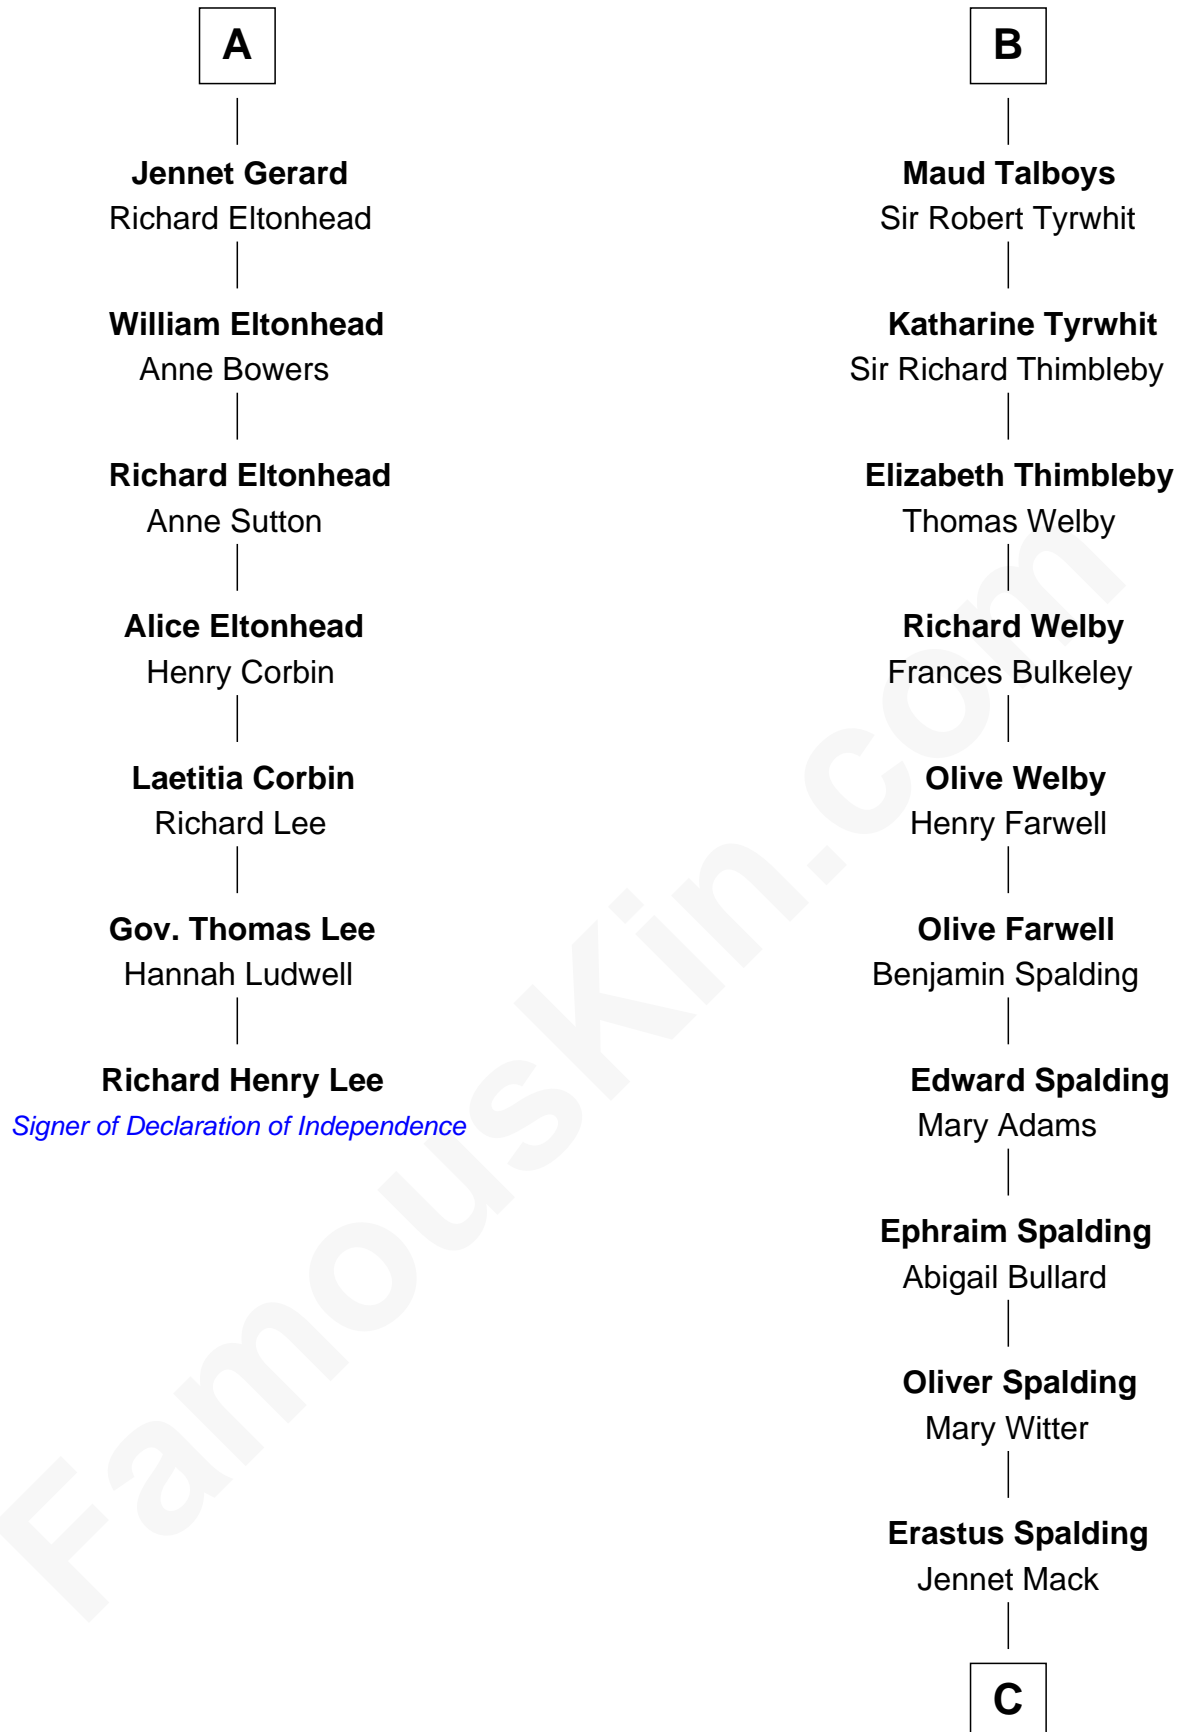 A
Jennet Gerard
Richard Eltonhead
William Eltonhead
Anne Bowers
Richard Eltonhead
Anne Sutton
Alice Eltonhead
Henry Corbin
Laetitia Corbin
Richard Lee
Gov. Thomas Lee
Hannah Ludwell
Richard Henry Lee
Signer of Declaration of Independence
B
Maud Talboys
Sir Robert Tyrwhit
Katharine Tyrwhit
Sir Richard Thimbleby
Elizabeth Thimbleby
Thomas Welby
Richard Welby
Frances Bulkeley
Olive Welby
Henry Farwell
Olive Farwell
Benjamin Spalding
Edward Spalding
Mary Adams
Ephraim Spalding
Abigail Bullard
Oliver Spalding
Mary Witter
Erastus Spalding
Jennet Mack
C
FamousKin.com